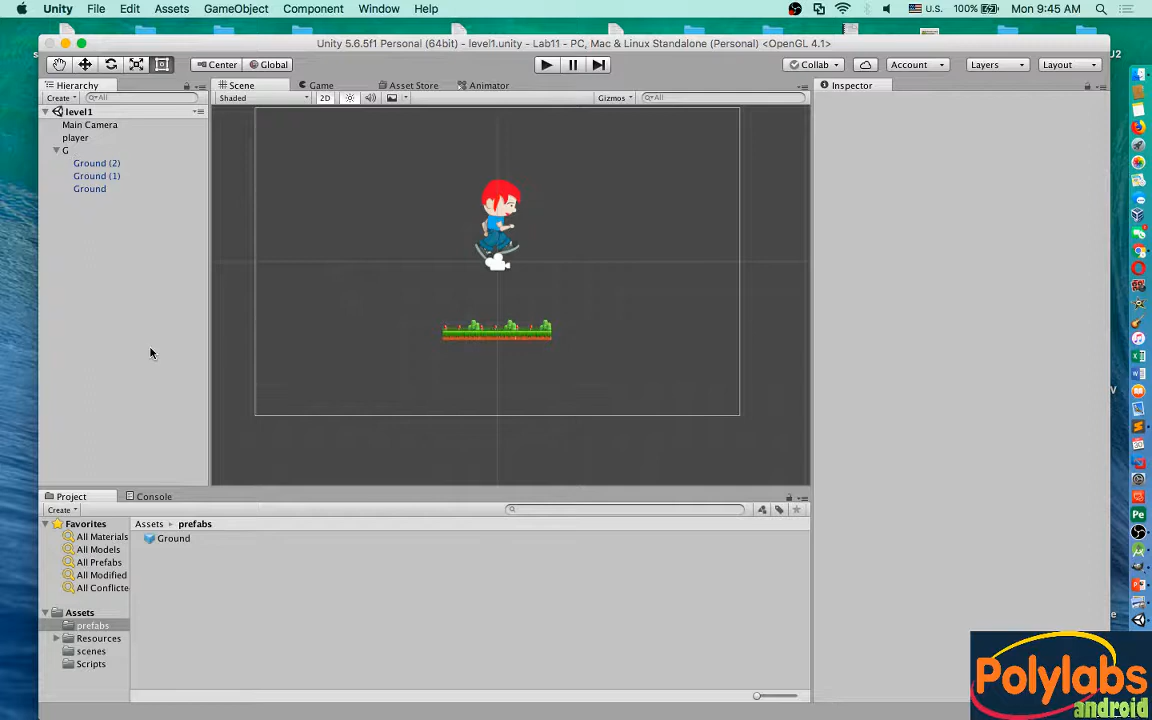 Unity File Edit Assets GameObject Component Window Help U.S. 100% Mon 9:45 AM
Unity 5.6.5f1 Personal (64bit) - level1.unity - Lab11 - PC, Mac & Linux Standalone (Personal) <OpenGL 4.1>
Center Global Collab Account Layers Layout
Hierarchy Scene Game Asset Store Animator Inspector
Create All Shaded 2D Gizmos All
level1
Main Camera
player
G
Ground (2)
Ground (1)
Ground
Project Console
Create
Favorites Assets prefabs
All Materials Ground
All Models
All Prefabs
All Modified
All Conflicte
Assets
prefabs
Resources
scenes
Scripts
Polylabs
android